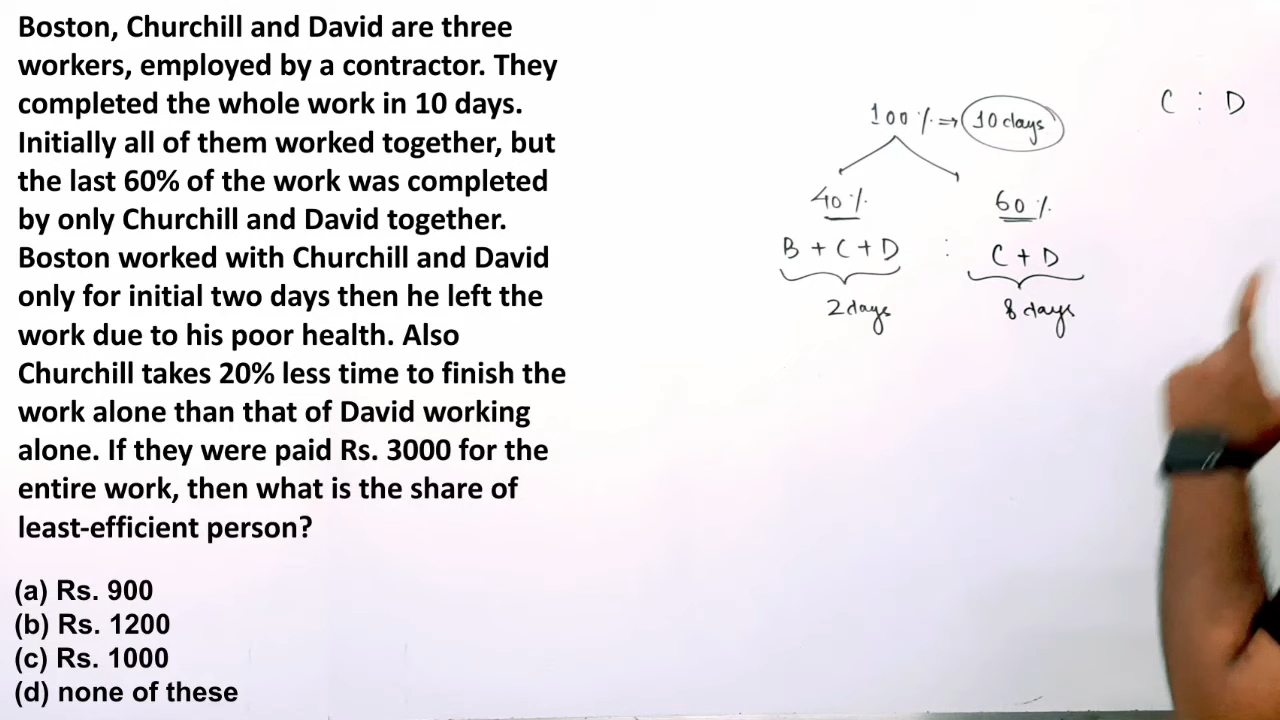 Boston, Churchill and David are three
workers, employed by a contractor. They
completed the whole work in 10 days.
Initially all of them worked together, but
the last 60% of the work was completed
by only Churchill and David together.
Boston worked with Churchill and David
only for initial two days then he left the
work due to his poor health. Also
Churchill takes 20% less time to finish the
work alone than that of David working
alone. If they were paid Rs. 3000 for the
entire work, then what is the share of
least-efficient person?
(a) Rs. 900
(b) Rs. 1200
(c) Rs. 1000
(d) none of these
100% ⇒ 10 days
40% 60%
B + C + D : C + D
2 days 8 days
C : D